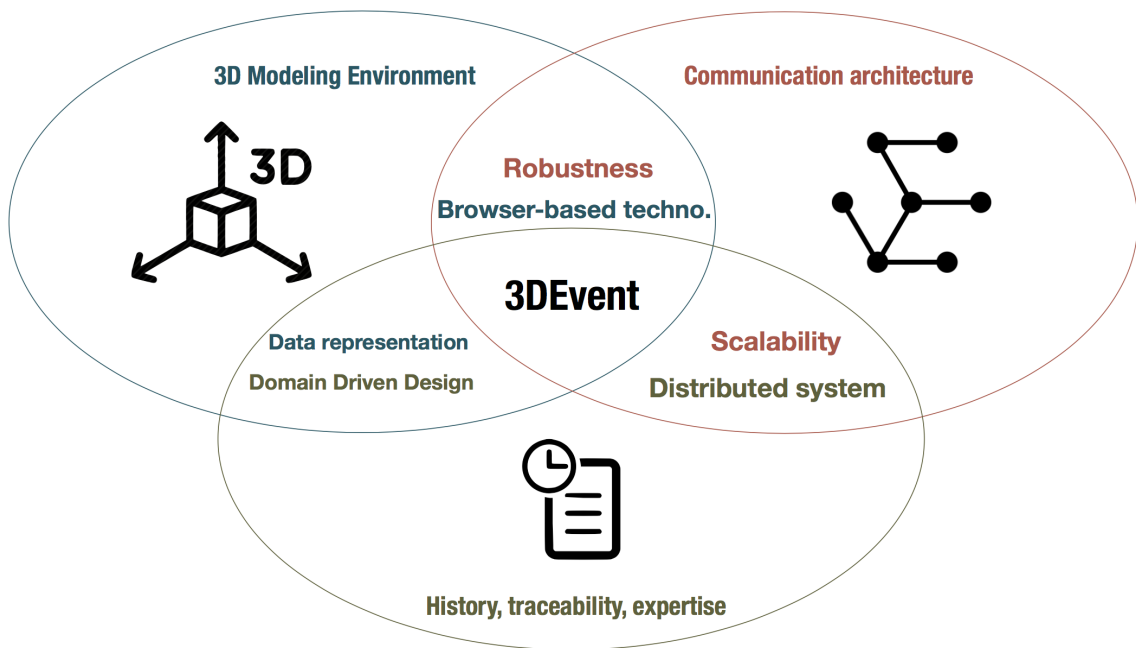 3D Modeling Environment
Communication architecture
3D
Robustness
Browser-based techno.
3DEvent
Data representation
Domain Driven Design
Scalability
Distributed system
History, traceability, expertise